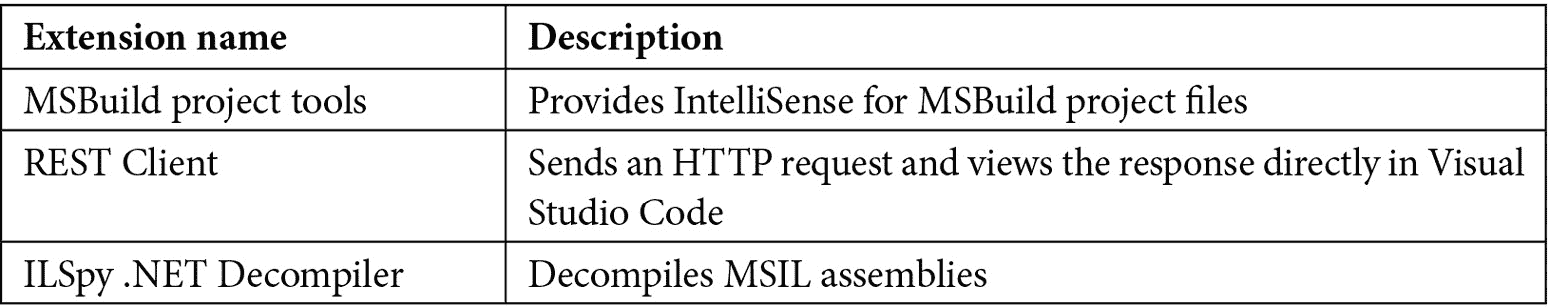 Extension name Description
MSBuild project tools Provides IntelliSense for MSBuild project files
REST Client Sends an HTTP request and views the response directly in Visual
Studio Code
ILSpy .NET Decompiler Decompiles MSIL assemblies